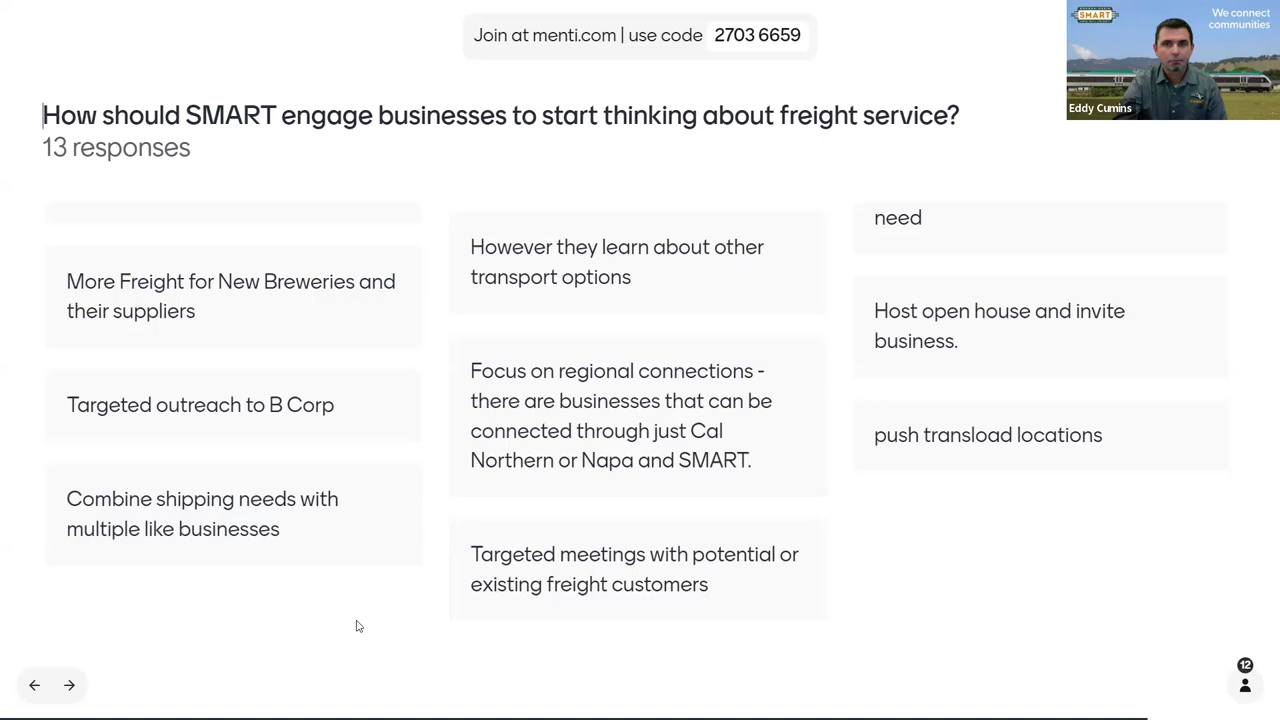 Join at menti.com | use code 2703 6659
SMART
We connect
communities
Eddy Cumins
How should SMART engage businesses to start thinking about freight service?
13 responses
More Freight for New Breweries and
their suppliers
Targeted outreach to B Corp
Combine shipping needs with
multiple like businesses
However they learn about other
transport options
Focus on regional connections -
there are businesses that can be
connected through just Cal
Northern or Napa and SMART.
Targeted meetings with potential or
existing freight customers
need
Host open house and invite
business.
push transload locations
12